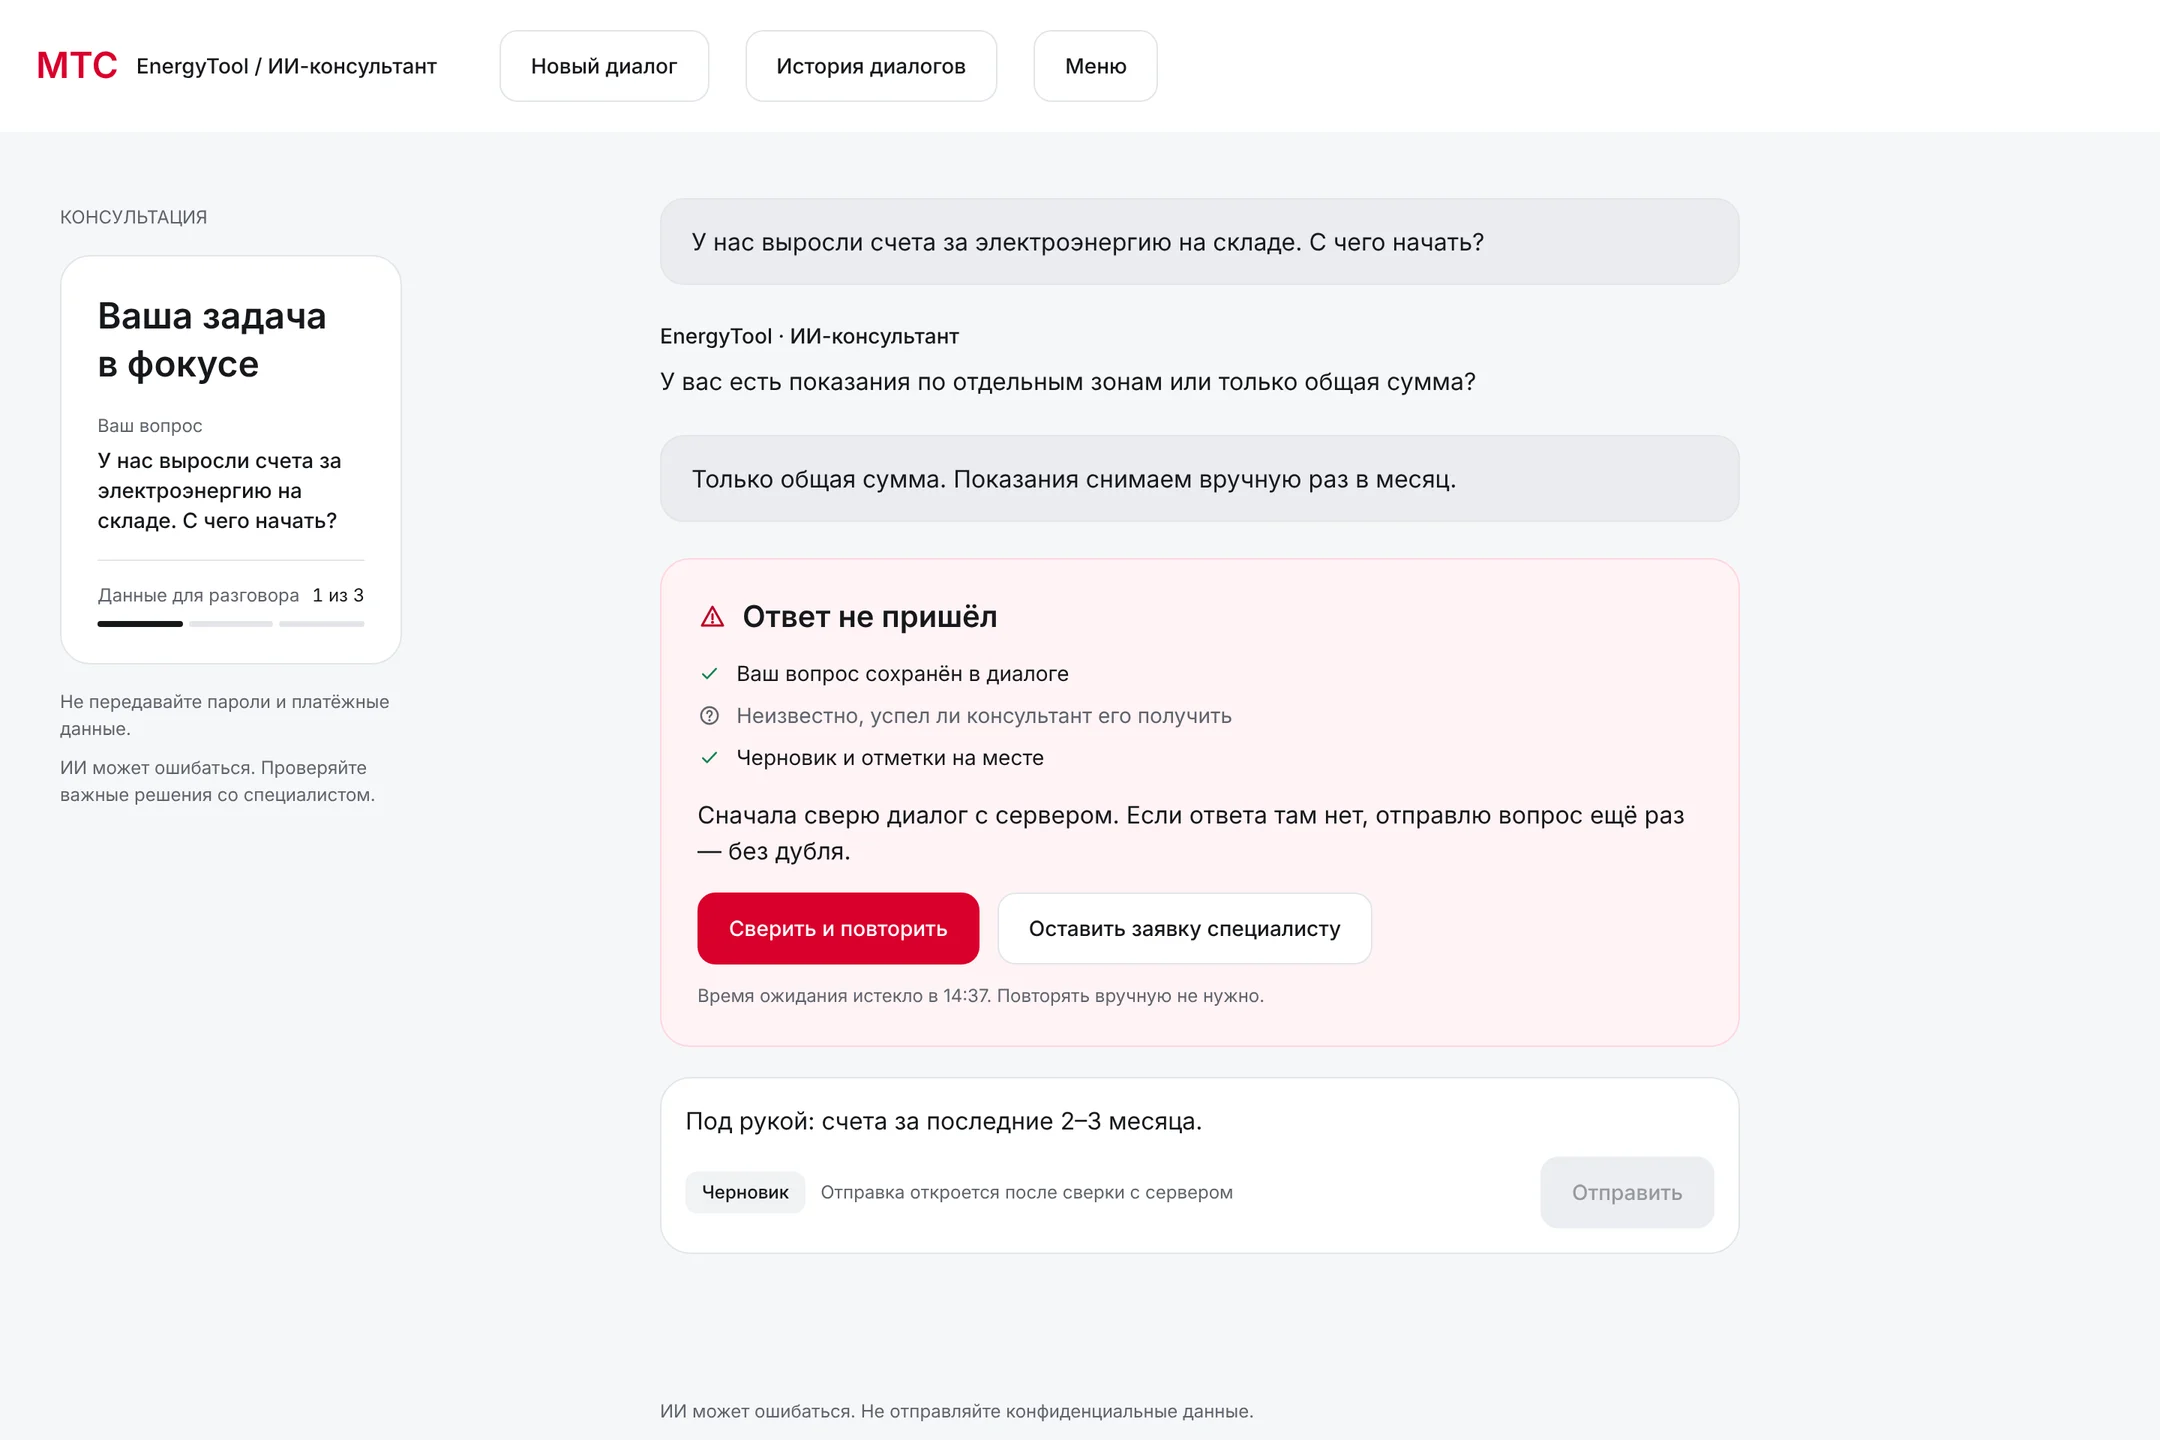 МТС EnergyTool / ИИ-консультант
Новый диалог
История диалогов
Меню
КОНСУЛЬТАЦИЯ
Ваша задача
в фокусе
Ваш вопрос
У нас выросли счета за
электроэнергию на
складе. С чего начать?
Данные для разговора 1 из 3
Не передавайте пароли и платёжные
данные.
ИИ может ошибаться. Проверяйте
важные решения со специалистом.
У нас выросли счета за электроэнергию на складе. С чего начать?
EnergyTool · ИИ-консультант
У вас есть показания по отдельным зонам или только общая сумма?
Только общая сумма. Показания снимаем вручную раз в месяц.
Ответ не пришёл
Ваш вопрос сохранён в диалоге
Неизвестно, успел ли консультант его получить
Черновик и отметки на месте
Сначала сверю диалог с сервером. Если ответа там нет, отправлю вопрос ещё раз
— без дубля.
Сверить и повторить
Оставить заявку специалисту
Время ожидания истекло в 14:37. Повторять вручную не нужно.
Под рукой: счета за последние 2–3 месяца.
Черновик
Отправка откроется после сверки с сервером
Отправить
ИИ может ошибаться. Не отправляйте конфиденциальные данные.